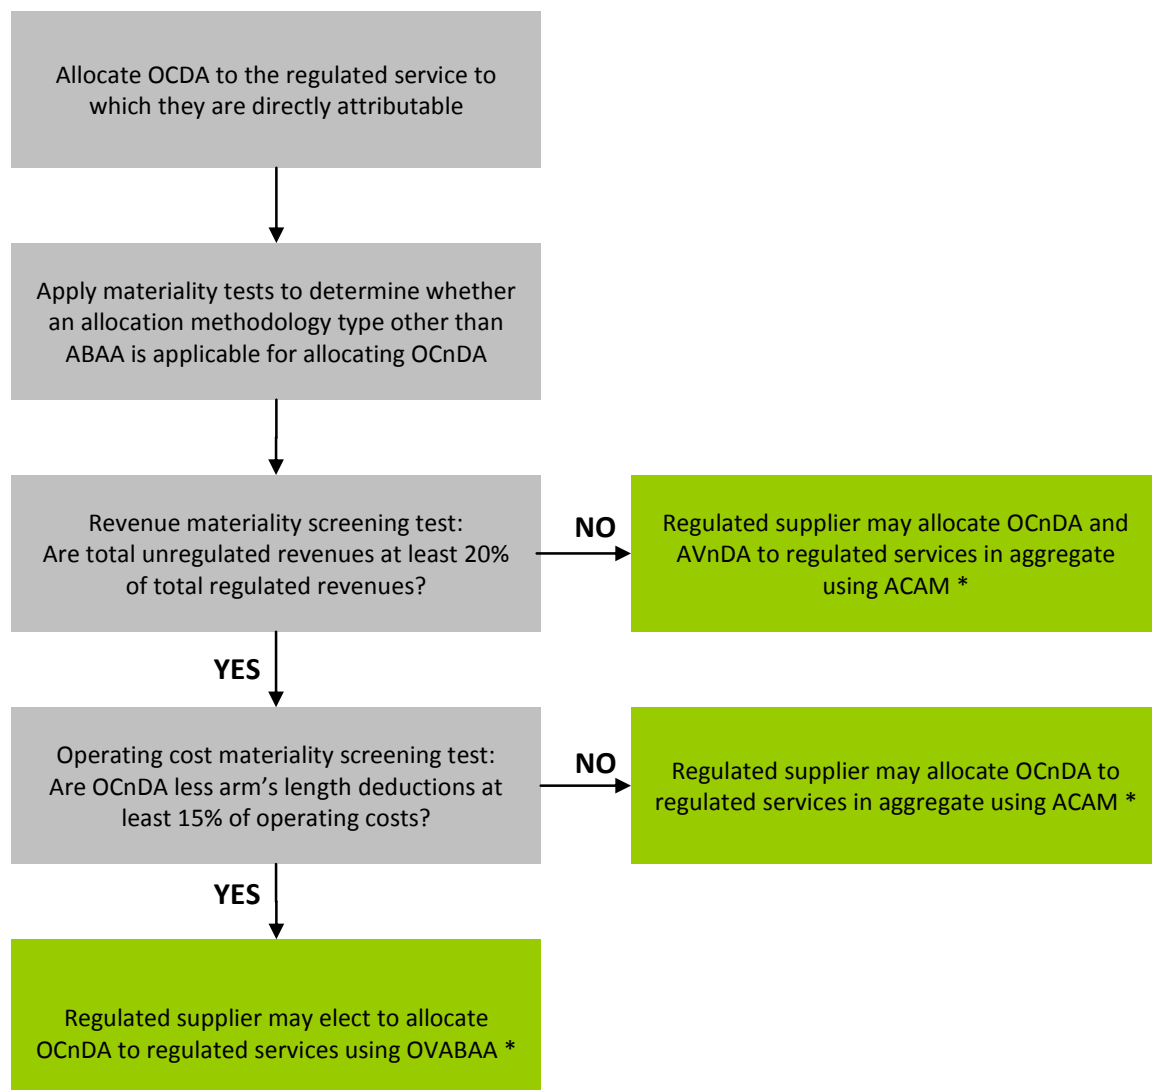 Allocate OCDA to the regulated service to
which they are directly attributable
Apply materiality tests to determine whether
an allocation methodology type other than
ABAA is applicable for allocating OCnDA
Revenue materiality screening test:
Are total unregulated revenues at least 20%
of total regulated revenues?
NO
Regulated supplier may allocate OCnDA and
AVnDA to regulated services in aggregate
using ACAM *
YES
Operating cost materiality screening test:
Are OCnDA less arm’s length deductions at
least 15% of operating costs?
NO
Regulated supplier may allocate OCnDA to
regulated services in aggregate using ACAM *
YES
Regulated supplier may elect to allocate
OCnDA to regulated services using OVABAA *